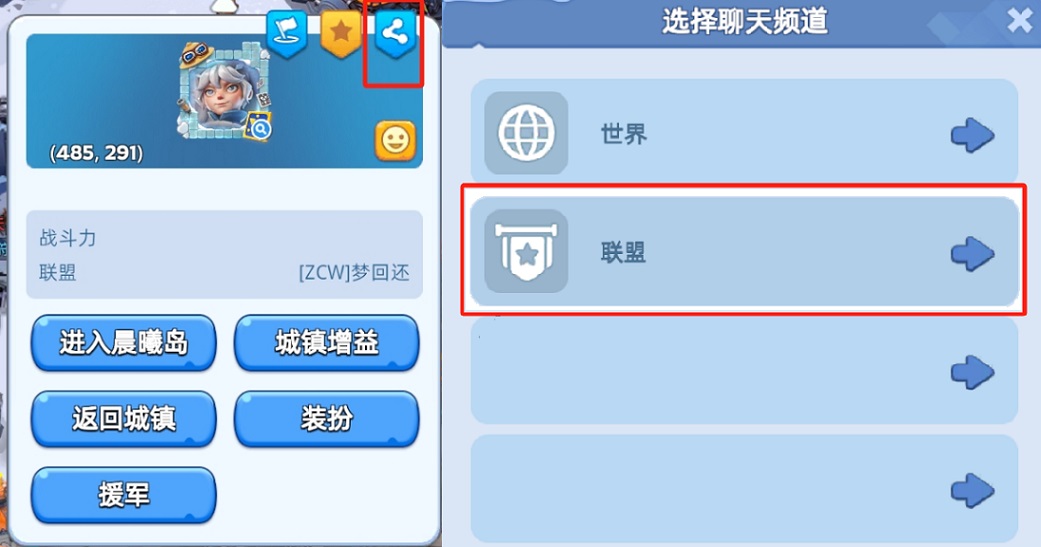 (485, 291)
战斗力
联盟 [ZCW]梦回还
进入晨曦岛 城镇增益
返回城镇 装扮
援军
选择聊天频道
世界
联盟